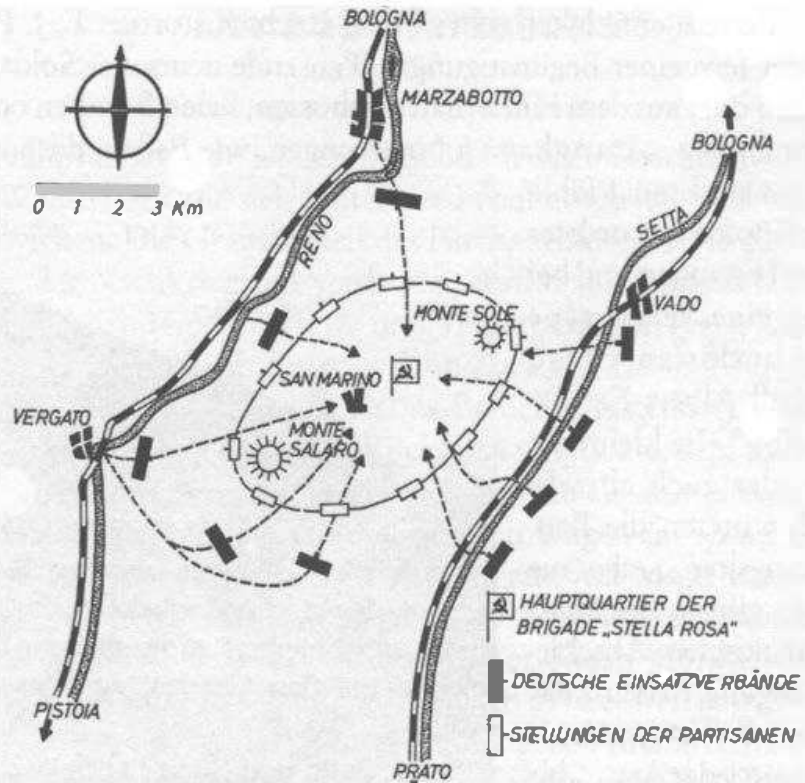 BOLOGNA
MARZABOTTO
BOLOGNA
0 1 2 3 Km
REINO
SETTA
MONTE SOLE
VADO
SAN MARINO
VERGATO
MONTE
SALARO
HAUPTQUARTIER DER
BRIGADE „STELLA ROSA"
DEUTSCHE EINSATZVERBÄNDE
PISTOIA
STELLUNGEN DER PARTISANEN
PRATO